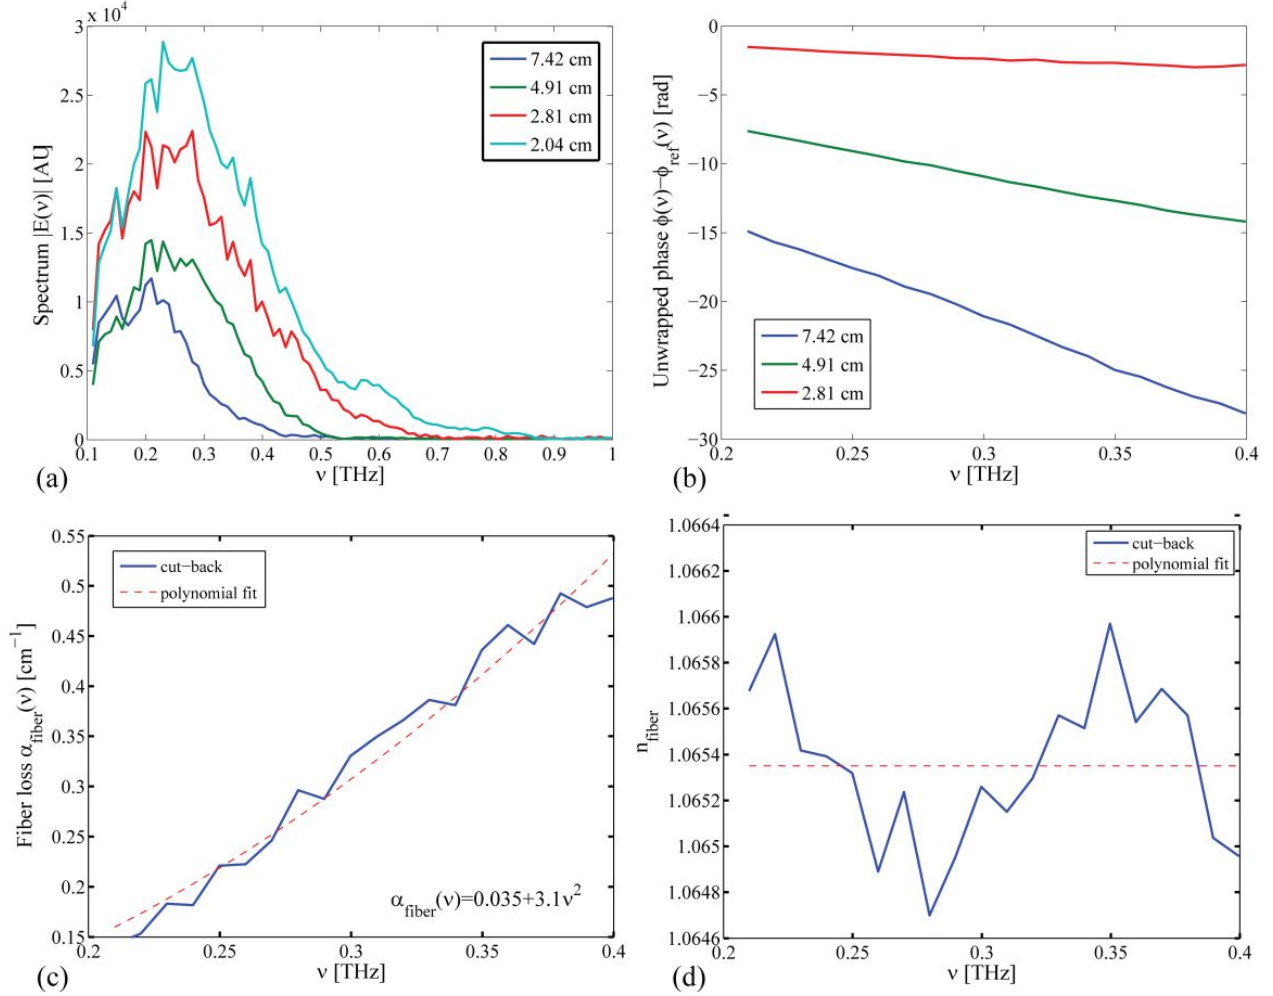 x 10^4
3
2.5
2
1.5
1
0.5
0
0.1 0.2 0.3 0.4 0.5 0.6 0.7 0.8 0.9 1
Spectrum |E(ν)| [AU]
ν [THz]
7.42 cm
4.91 cm
2.81 cm
2.04 cm
(a)
0
−5
−10
−15
−20
−25
−30
0.2 0.25 0.3 0.35 0.4
Unwrapped phase ϕ(ν)−ϕ_ref(ν) [rad]
ν [THz]
7.42 cm
4.91 cm
2.81 cm
(b)
0.55
0.5
0.45
0.4
0.35
0.3
0.25
0.2
0.15
0.2 0.25 0.3 0.35 0.4
Fiber loss α_fiber(ν) [cm^−1]
ν [THz]
cut−back
polynomial fit
α_fiber(ν)=0.035+3.1ν^2
(c)
1.0664
1.0662
1.066
1.0658
1.0656
1.0654
1.0652
1.065
1.0648
1.0646
0.2 0.25 0.3 0.35 0.4
n_fiber
ν [THz]
cut−back
polynomial fit
(d)